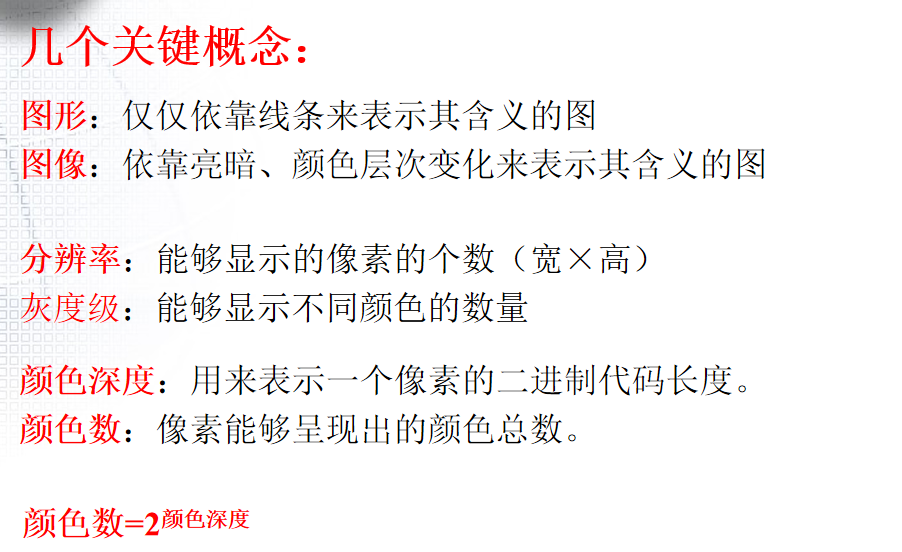 几个关键概念：
图形：仅仅依靠线条来表示其含义的图
图像：依靠亮暗、颜色层次变化来表示其含义的图
分辨率：能够显示的像素的个数（宽×高）
灰度级：能够显示不同颜色的数量
颜色深度：用来表示一个像素的二进制代码长度。
颜色数：像素能够呈现出的颜色总数。
颜色数=2颜色深度